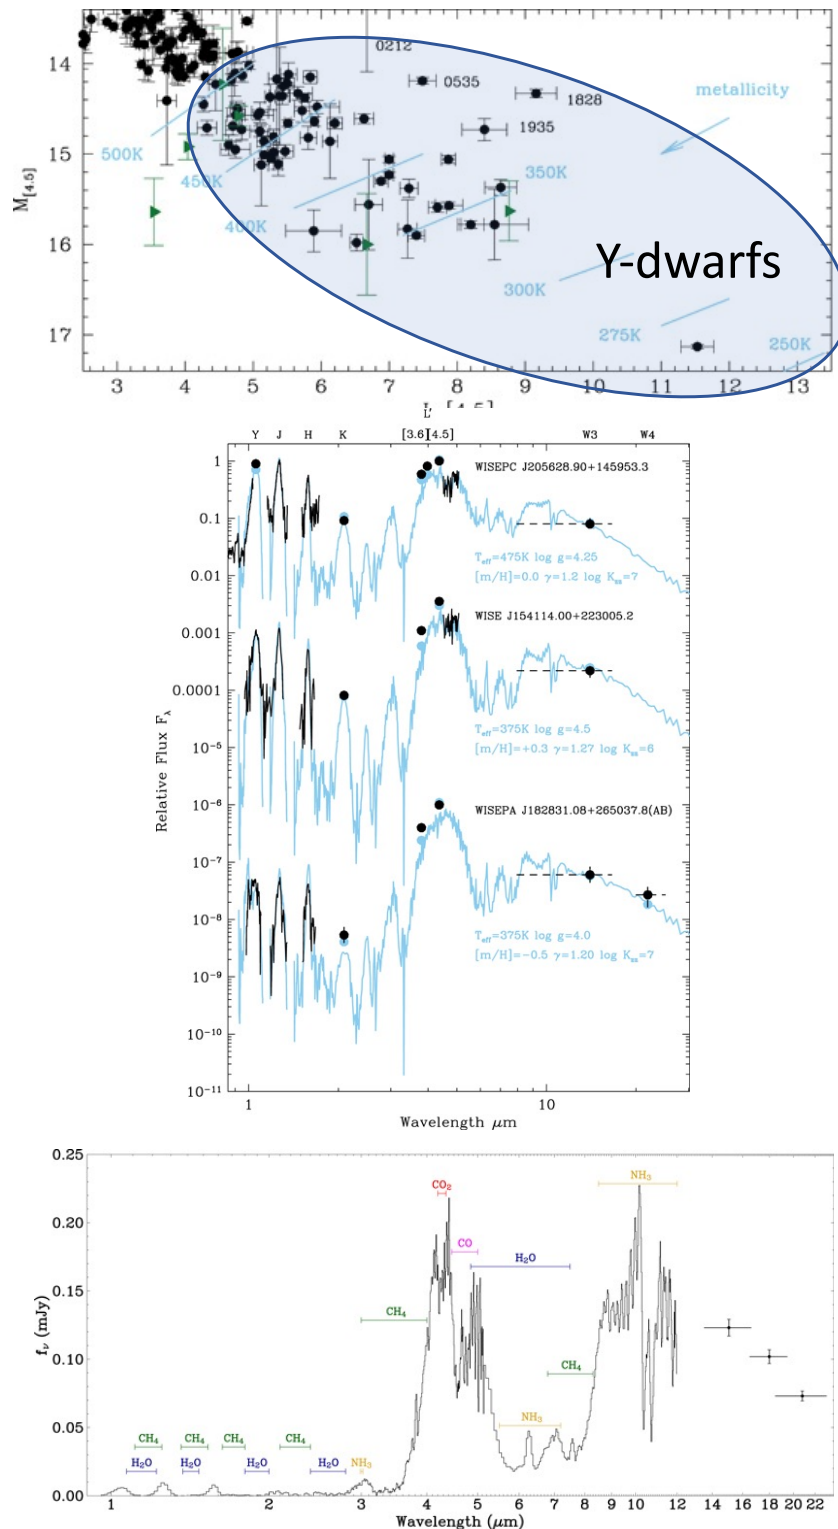 0212
14
0535
1828
metallicity
1935
500K
15
450K
350K
M[4.5]
400K
16
Y-dwarfs
300K
275K
17
250K
3 4 5 6 7 8 9 10 11 12 13
L'
Y J H K [3.6][4.5] W3 W4
1
WISEPC J205628.90+145953.3
0.1
Teff=475K log g=4.25
0.01
[m/H]=0.0 γ=1.2 log Kzz=7
0.001
WISE J154114.00+223005.2
0.0001
Teff=375K log g=4.5
10−5
[m/H]=+0.3 γ=1.27 log Kzz=6
10−6
WISEPA J182831.08+265037.8(AB)
Relative Flux Fλ
10−7
10−8
Teff=375K log g=4.0
10−9
[m/H]=−0.5 γ=1.20 log Kzz=7
10−10
10−11
1 10
Wavelength μm
0.25
NH3
CO2
0.20
CO
H2O
0.15
CH4
fν (mJy)
0.10
CH4
0.05
NH3
CH4 CH4 CH4 CH4
H2O H2O H2O H2O NH3
0.00
1 2 3 4 5 6 7 8 9 10 12 14 16 18 20 22
Wavelength (μm)